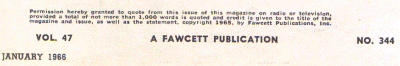 Permission hereby granted to quote from this issue of this magazine on radio or television,
provided a total of not more than 1,000 words is quoted and credit is given to the title of the
magazine and issue, as well as the statement, copyright 1965, by Fawcett Publications, Inc.
VOL. 47 A FAWCETT PUBLICATION NO. 344
JANUARY 1966